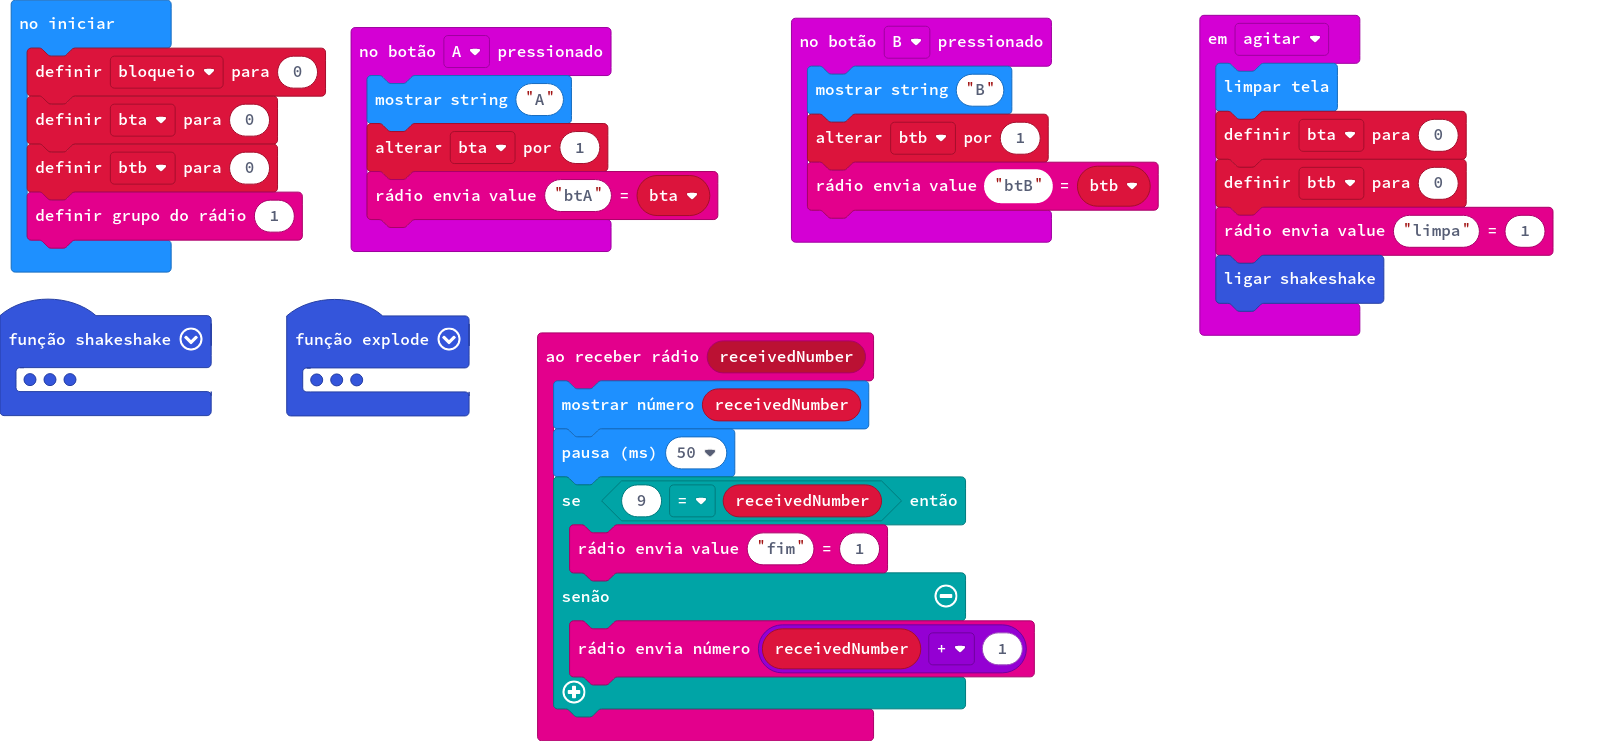 no iniciar
definir bloqueio para 0
definir bta para 0
definir btb para 0
definir grupo do rádio 1
no botão A pressionado
mostrar string "A"
alterar bta por 1
rádio envia value "btA" = bta
no botão B pressionado
mostrar string "B"
alterar btb por 1
rádio envia value "btB" = btb
em agitar
limpar tela
definir bta para 0
definir btb para 0
rádio envia value "limpa" = 1
ligar shakeshake
função shakeshake
função explode
ao receber rádio receivedNumber
mostrar número receivedNumber
pausa (ms) 50
se 9 = receivedNumber então
rádio envia value "fim" = 1
senão
rádio envia número receivedNumber + 1